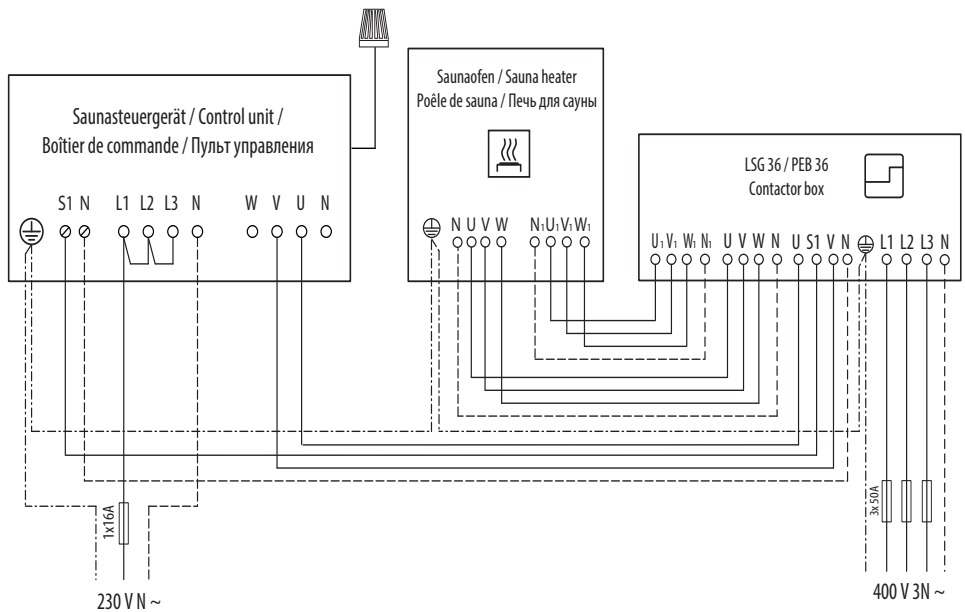 Saunasteuergerät / Control unit /
Boîtier de commande / Пульт управления
S1 N L1 L2 L3 N W V U N
Saunaofen / Sauna heater
Poêle de sauna / Печь для сауны
N U V W N1 U1 V1 W1
LSG 36 / PEB 36
Contactor box
U1 V1 W1 N1 U V W N U S1 V N L1 L2 L3 N
1x16A
3x 50A
230 V N ~
400 V 3N ~